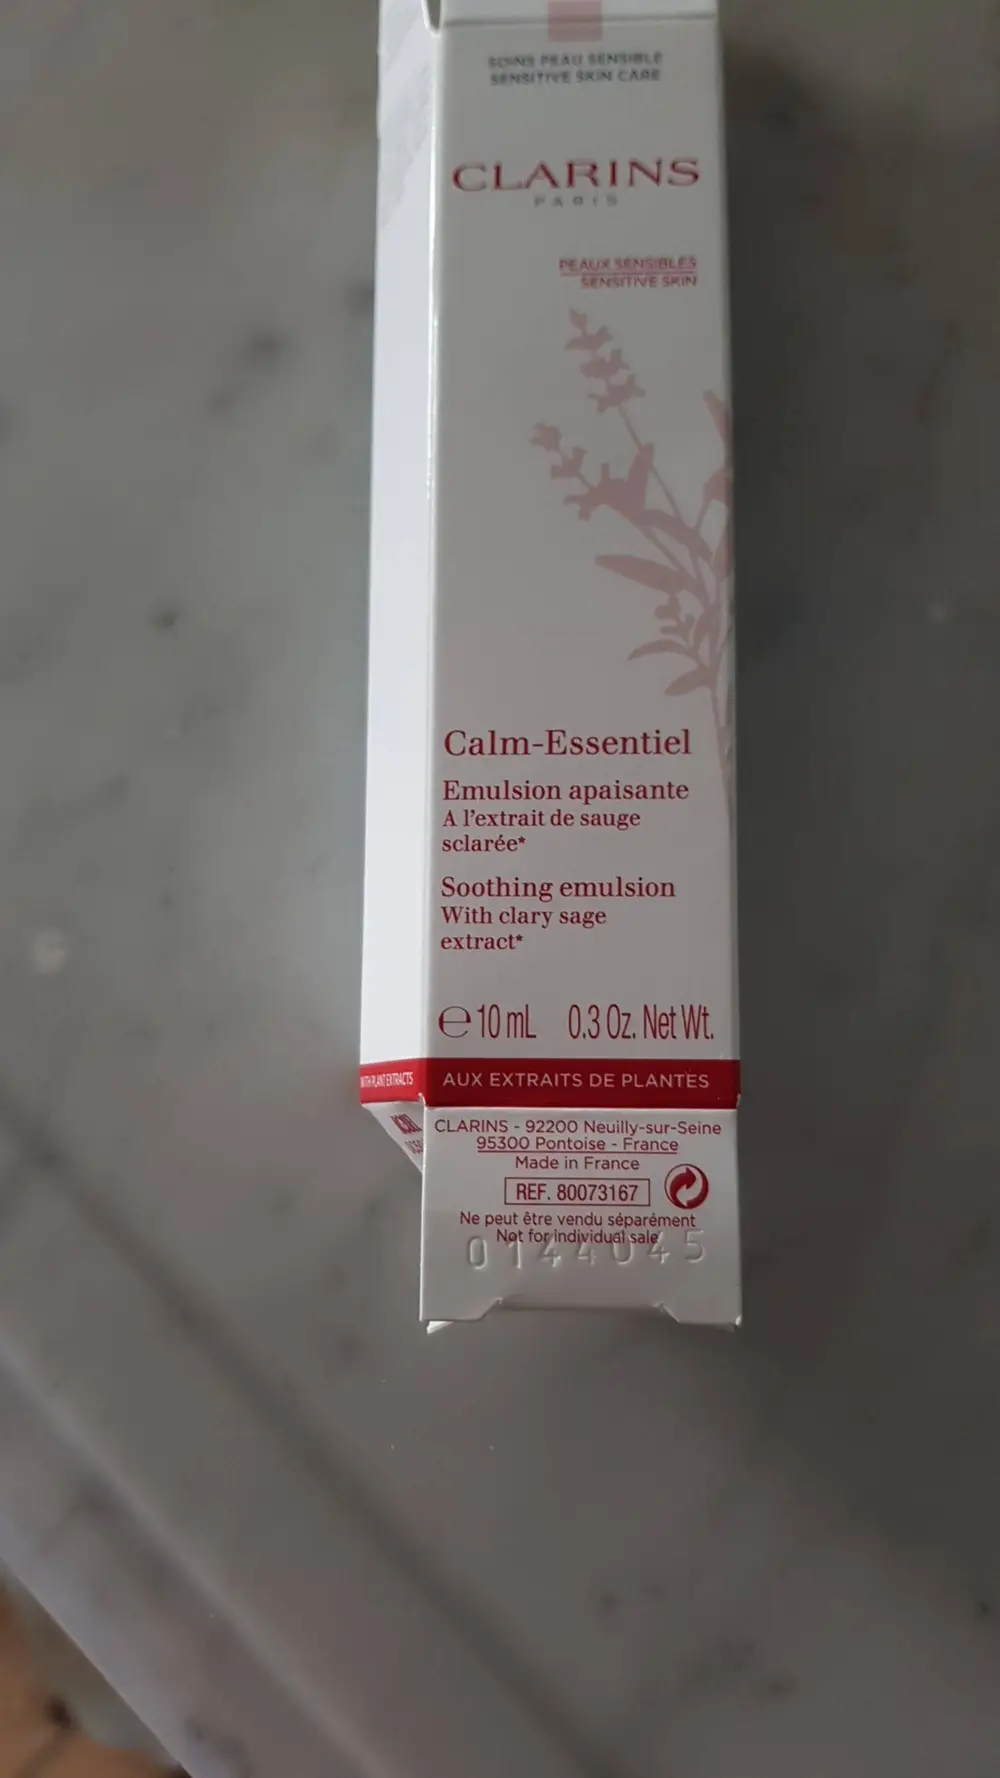 SOINS PEAU SENSIBLE
SENSITIVE SKIN CARE
CLARINS
PARIS
PEAUX SENSIBLES
SENSITIVE SKIN
Calm-Essentiel
Emulsion apaisante
A l'extrait de sauge
sclarée*
Soothing emulsion
With clary sage
extract*
℮ 10 mL 0.3 Oz. Net Wt.
WITH PLANT EXTRACTS
AUX EXTRAITS DE PLANTES
CLARINS - 92200 Neuilly-sur-Seine
95300 Pontoise - France
Made in France
REF. 80073167
Ne peut être vendu séparément
Not for individual sale
0144045